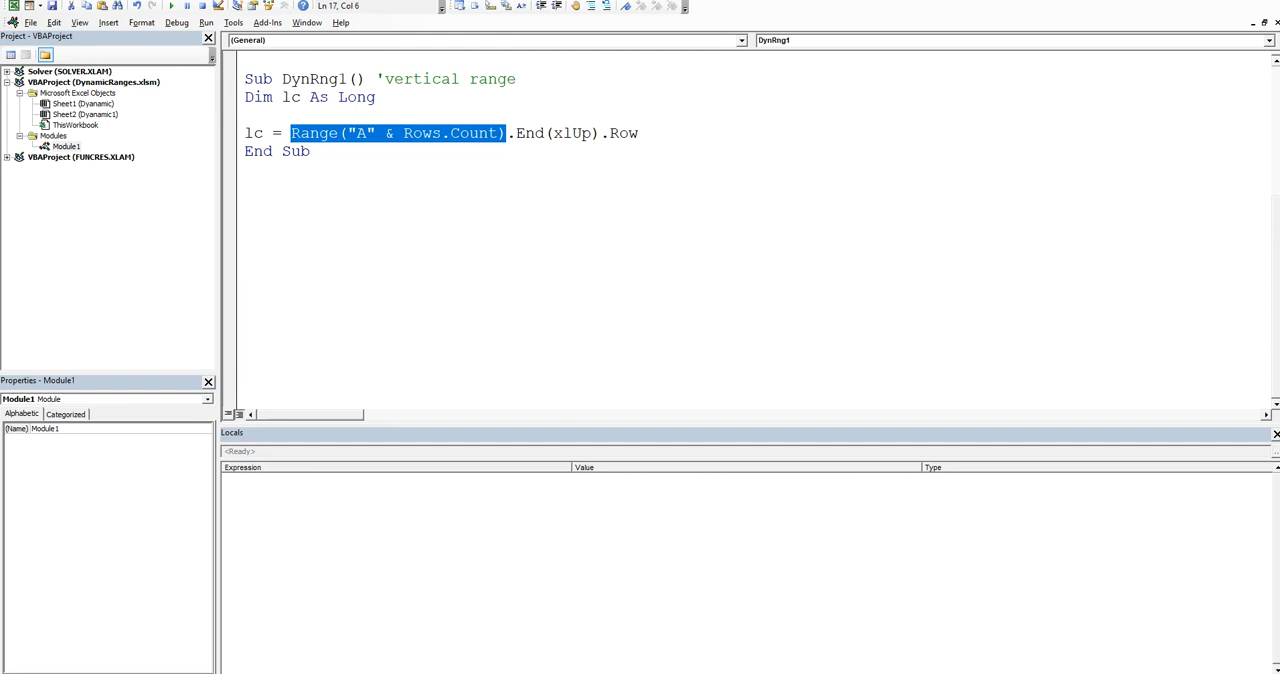 Ln 17, Col 6
File Edit View Insert Format Debug Run Tools Add-Ins Window Help
Project - VBAProject
Solver (SOLVER.XLAM)
VBAProject (DynamicRanges.xlsm)
Microsoft Excel Objects
Sheet1 (Dyanamic)
Sheet2 (Dyanamic1)
ThisWorkbook
Modules
Module1
VBAProject (FUNCRES.XLAM)
(General)
DynRng1
Sub DynRng1() 'vertical range
Dim lc As Long
lc = Range("A" & Rows.Count).End(xlUp).Row
End Sub
Properties - Module1
Module1 Module
Alphabetic Categorized
(Name) Module1
Locals
<Ready>
Expression Value Type